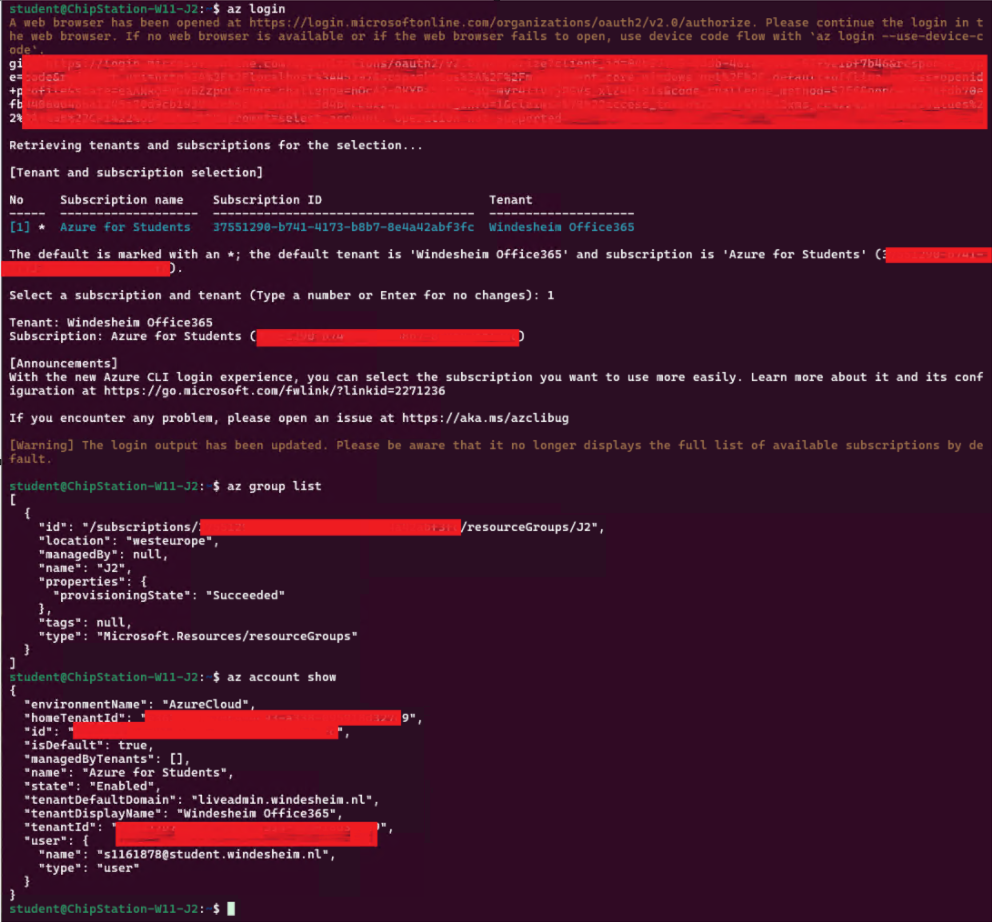 student@ChipStation-W11-J2:~$ az login
A web browser has been opened at https://login.microsoftonline.com/organizations/oauth2/v2.0/authorize. Please continue the login in t
he web browser. If no web browser is available or if the web browser fails to open, use device code flow with `az login --use-device-c
ode`.
gi
Retrieving tenants and subscriptions for the selection...
[Tenant and subscription selection]
No Subscription name Subscription ID Tenant
----- ------------------- ------------------------------------ --------------------
[1] * Azure for Students 37551290-b741-4173-b8b7-8e4a42abf3fc Windesheim Office365
The default is marked with an *; the default tenant is 'Windesheim Office365' and subscription is 'Azure for Students' (
).
Select a subscription and tenant (Type a number or Enter for no changes): 1
Tenant: Windesheim Office365
Subscription: Azure for Students ( )
[Announcements]
With the new Azure CLI login experience, you can select the subscription you want to use more easily. Learn more about it and its conf
iguration at https://go.microsoft.com/fwlink/?linkid=2271236
If you encounter any problem, please open an issue at https://aka.ms/azclibug
[Warning] The login output has been updated. Please be aware that it no longer displays the full list of available subscriptions by de
fault.
student@ChipStation-W11-J2:~$ az group list
[
{
"id": "/subscriptions/ /resourceGroups/J2",
"location": "westeurope",
"managedBy": null,
"name": "J2",
"properties": {
"provisioningState": "Succeeded"
},
"tags": null,
"type": "Microsoft.Resources/resourceGroups"
}
]
student@ChipStation-W11-J2:~$ az account show
{
"environmentName": "AzureCloud",
"homeTenantId": " 9",
"id": " ",
"isDefault": true,
"managedByTenants": [],
"name": "Azure for Students",
"state": "Enabled",
"tenantDefaultDomain": "liveadmin.windesheim.nl",
"tenantDisplayName": "Windesheim Office365",
"tenantId": " ",
"user": {
"name": "s1161878@student.windesheim.nl",
"type": "user"
}
}
student@ChipStation-W11-J2:~$